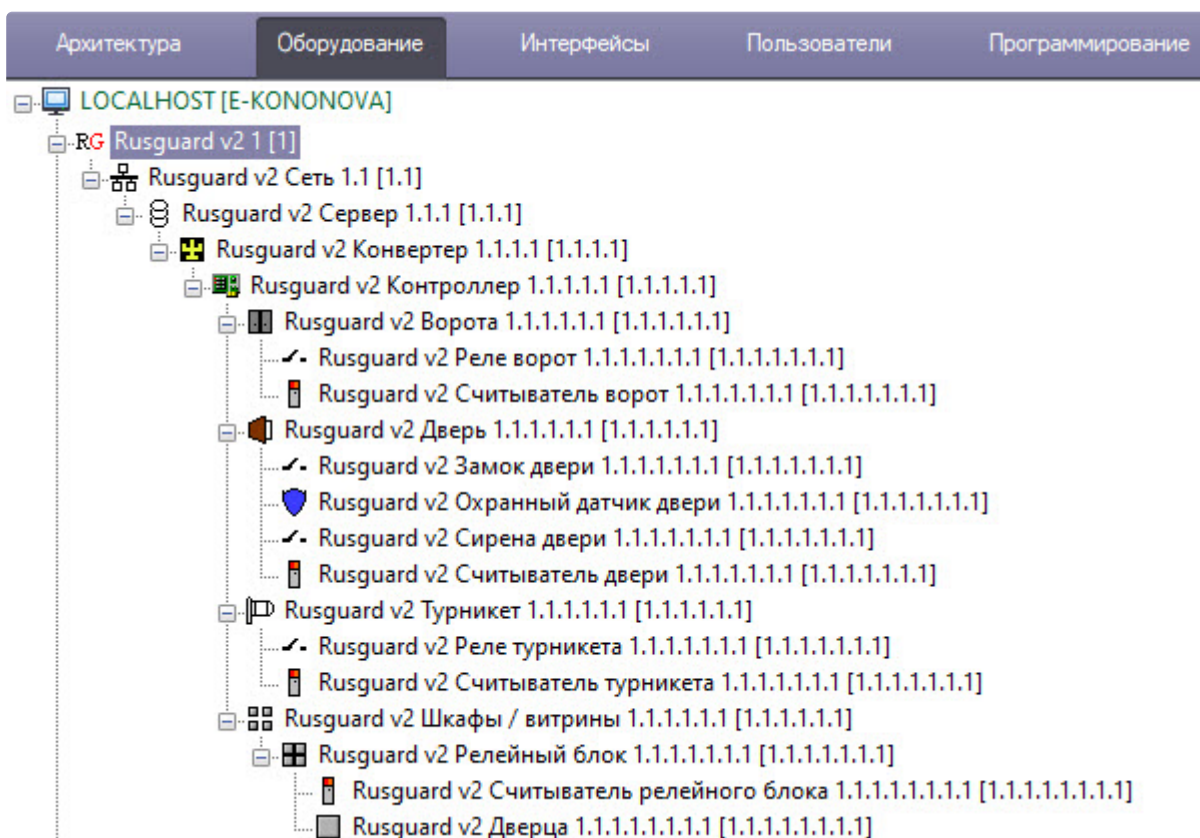 Архитектура Оборудование Интерфейсы Пользователи Программирование
LOCALHOST [E-KONONOVA]
RG Rusguard v2 1 [1]
Rusguard v2 Сеть 1.1 [1.1]
Rusguard v2 Сервер 1.1.1 [1.1.1]
Rusguard v2 Конвертер 1.1.1.1 [1.1.1.1]
Rusguard v2 Контроллер 1.1.1.1.1 [1.1.1.1.1]
Rusguard v2 Ворота 1.1.1.1.1.1 [1.1.1.1.1.1]
Rusguard v2 Реле ворот 1.1.1.1.1.1.1 [1.1.1.1.1.1.1]
Rusguard v2 Считыватель ворот 1.1.1.1.1.1.1 [1.1.1.1.1.1.1]
Rusguard v2 Дверь 1.1.1.1.1.1 [1.1.1.1.1.1]
Rusguard v2 Замок двери 1.1.1.1.1.1.1 [1.1.1.1.1.1.1]
Rusguard v2 Охранный датчик двери 1.1.1.1.1.1.1 [1.1.1.1.1.1.1]
Rusguard v2 Сирена двери 1.1.1.1.1.1.1 [1.1.1.1.1.1.1]
Rusguard v2 Считыватель двери 1.1.1.1.1.1.1 [1.1.1.1.1.1.1]
Rusguard v2 Турникет 1.1.1.1.1.1 [1.1.1.1.1.1]
Rusguard v2 Реле турникета 1.1.1.1.1.1.1 [1.1.1.1.1.1.1]
Rusguard v2 Считыватель турникета 1.1.1.1.1.1.1 [1.1.1.1.1.1.1]
Rusguard v2 Шкафы / витрины 1.1.1.1.1.1 [1.1.1.1.1.1]
Rusguard v2 Релейный блок 1.1.1.1.1.1.1 [1.1.1.1.1.1.1]
Rusguard v2 Считыватель релейного блока 1.1.1.1.1.1.1.1 [1.1.1.1.1.1.1.1]
Rusguard v2 Дверца 1.1.1.1.1.1.1.1 [1.1.1.1.1.1.1.1]